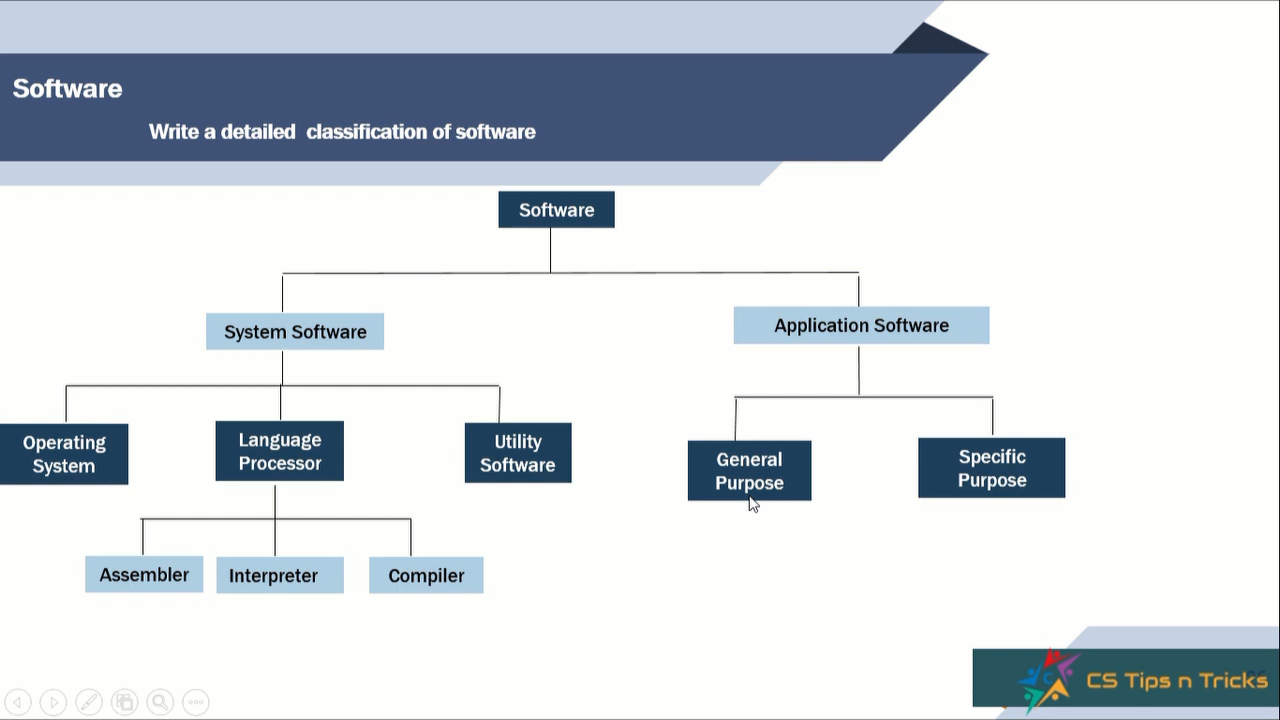 Software
Write a detailed  classification of software
Software
System Software
Application Software
Operating
System
Language
Processor
Utility
Software
General
Purpose
Specific
Purpose
Assembler
Interpreter
Compiler
CS Tips n Tricks